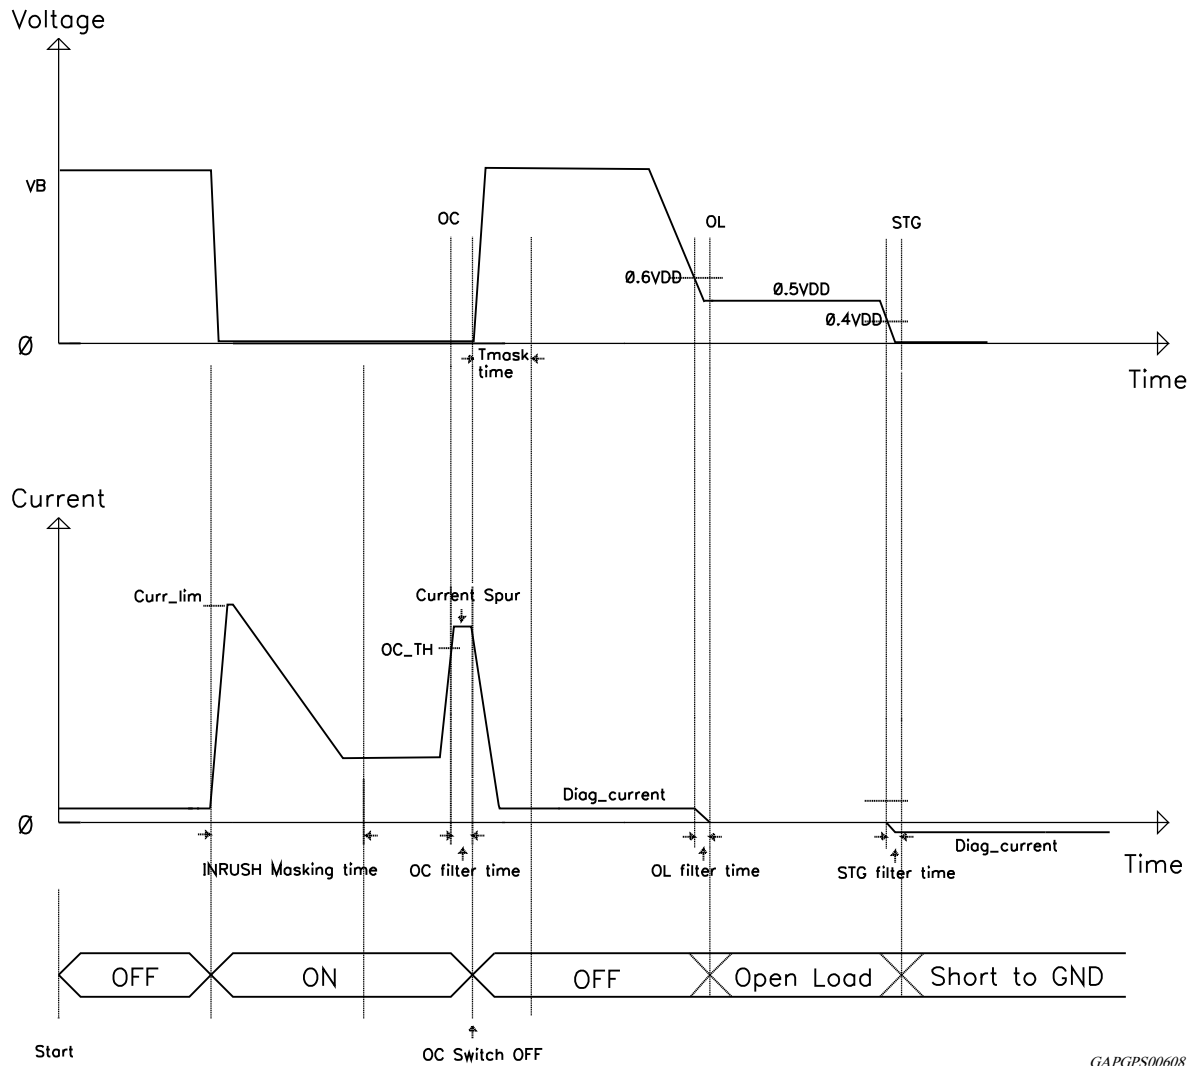 Voltage
VB
OC
OL
STG
0.6VDD
0.5VDD
0.4VDD
0
Tmask
time
Time
Current
Curr_lim
Current Spur
OC_TH
Diag_current
0
Diag_current
INRUSH Masking time
OC filter time
OL filter time
STG filter time
Time
OFF
ON
OFF
Open Load
Short to GND
Start
OC Switch OFF
GAPGPS00608